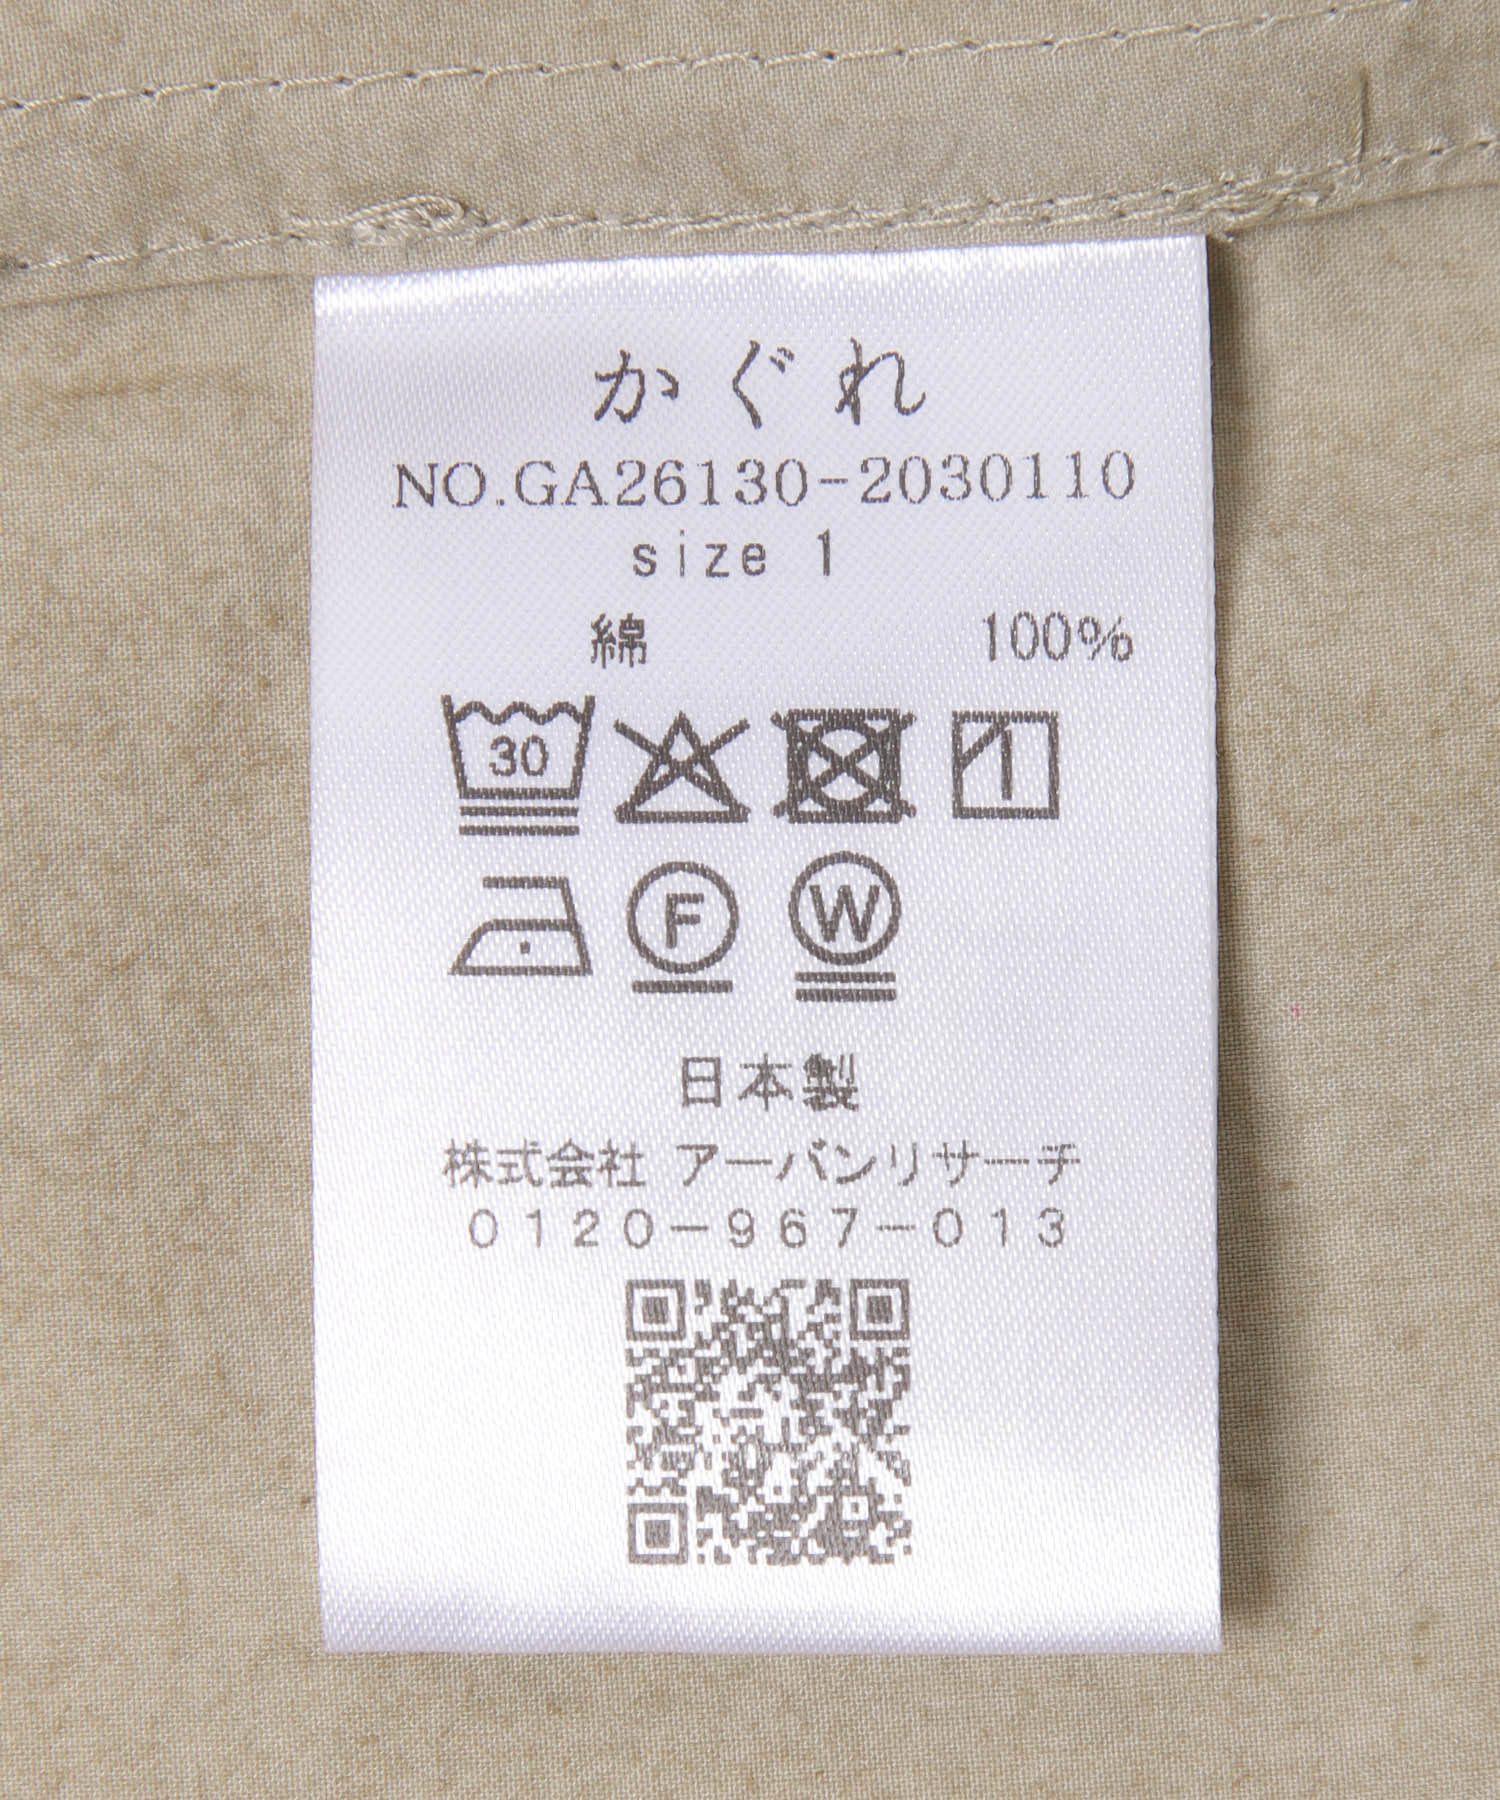 かぐれ
NO.GA26130-2030110
size 1
綿 100%
30
F W
日本製
株式会社 アーバンリサーチ
0120-967-013